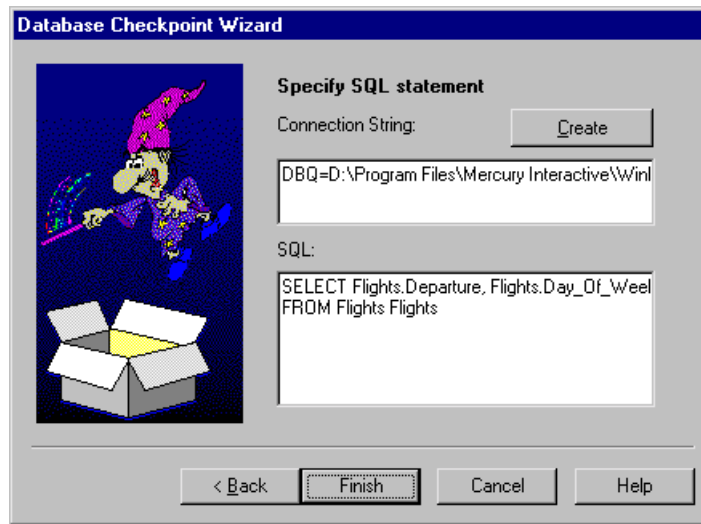 Database Checkpoint Wizard
Specify SQL statement
Connection String:
Create
DBQ=D:\Program Files\Mercury Interactive\Win
SQL:
SELECT Flights.Departure, Flights.Day_Of_Weel
FROM Flights Flights
< Back
Finish
Cancel
Help